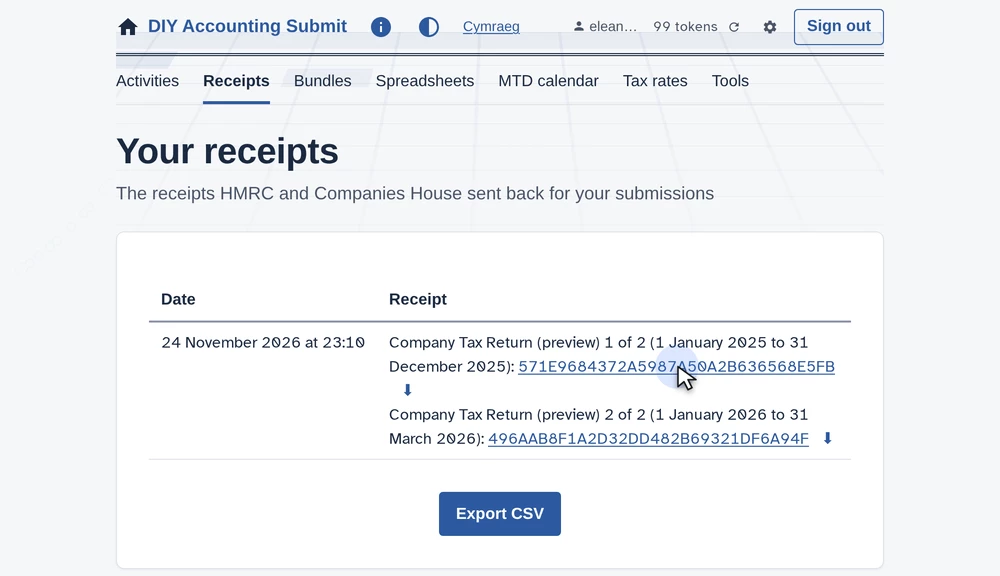 DIY Accounting Submit
Cymraeg
elean...
99 tokens
Sign out
Activities
Receipts
Bundles
Spreadsheets
MTD calendar
Tax rates
Tools
Your receipts
The receipts HMRC and Companies House sent back for your submissions
Date
Receipt
24 November 2026 at 23:10
Company Tax Return (preview) 1 of 2 (1 January 2025 to 31
December 2025): 571E9684372A5987A50A2B636568E5FB
Company Tax Return (preview) 2 of 2 (1 January 2026 to 31
March 2026): 496AAB8F1A2D32DD482B69321DF6A94F
Export CSV